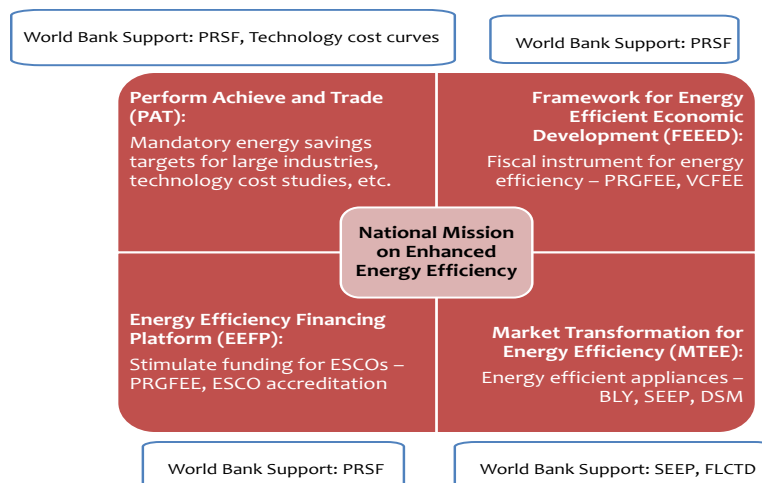 World Bank Support: PRSF, Technology cost curves
World Bank Support: PRSF
Perform Achieve and Trade
(PAT):
Mandatory energy savings
targets for large industries,
technology cost studies, etc.
Framework for Energy
Efficient Economic
Development (FEEED):
Fiscal instrument for energy
efficiency – PRGFEE, VCFEE
National Mission
on Enhanced
Energy Efficiency
Energy Efficiency Financing
Platform (EEFP):
Stimulate funding for ESCOs –
PRGFEE, ESCO accreditation
Market Transformation for
Energy Efficiency (MTEE):
Energy efficient appliances –
BLY, SEEP, DSM
World Bank Support: PRSF
World Bank Support: SEEP, FLCTD